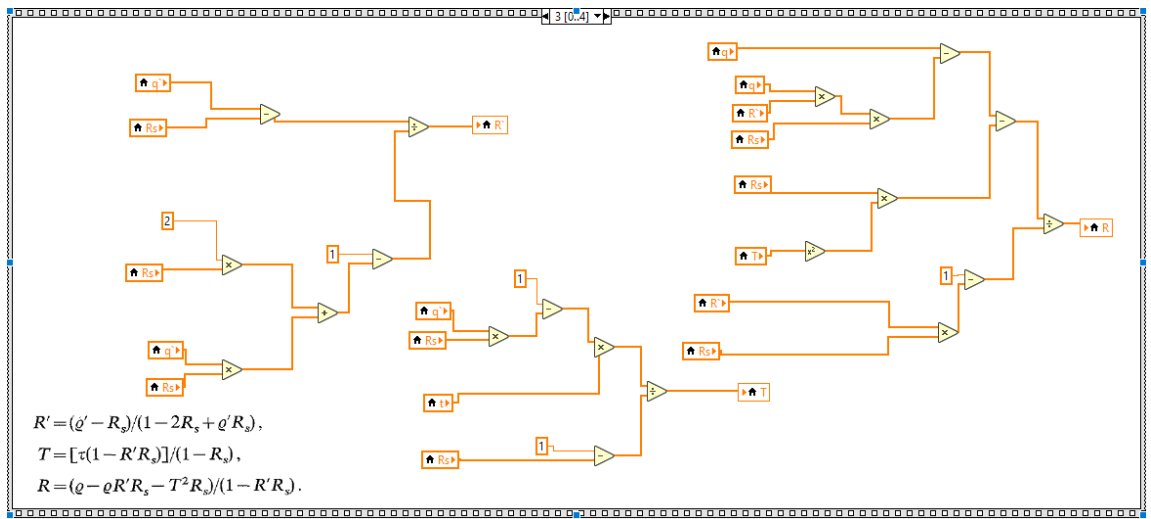 3 [0..4]
q`
Rs
−
÷
R`
2
Rs
×
1
−
+
q`
Rs
×
1
−
q`
Rs
×
×
t
÷
T
1
Rs
−
q
−
q
R`
×
Rs
×
−
Rs
×
T
x²
÷
R
1
−
R`
×
Rs
R′=(ϱ′−Rₛ)/(1−2Rₛ+ϱ′Rₛ),
T=[τ(1−R′Rₛ)]/(1−Rₛ),
R=(ϱ−ϱR′Rₛ−T²Rₛ)/(1−R′Rₛ).